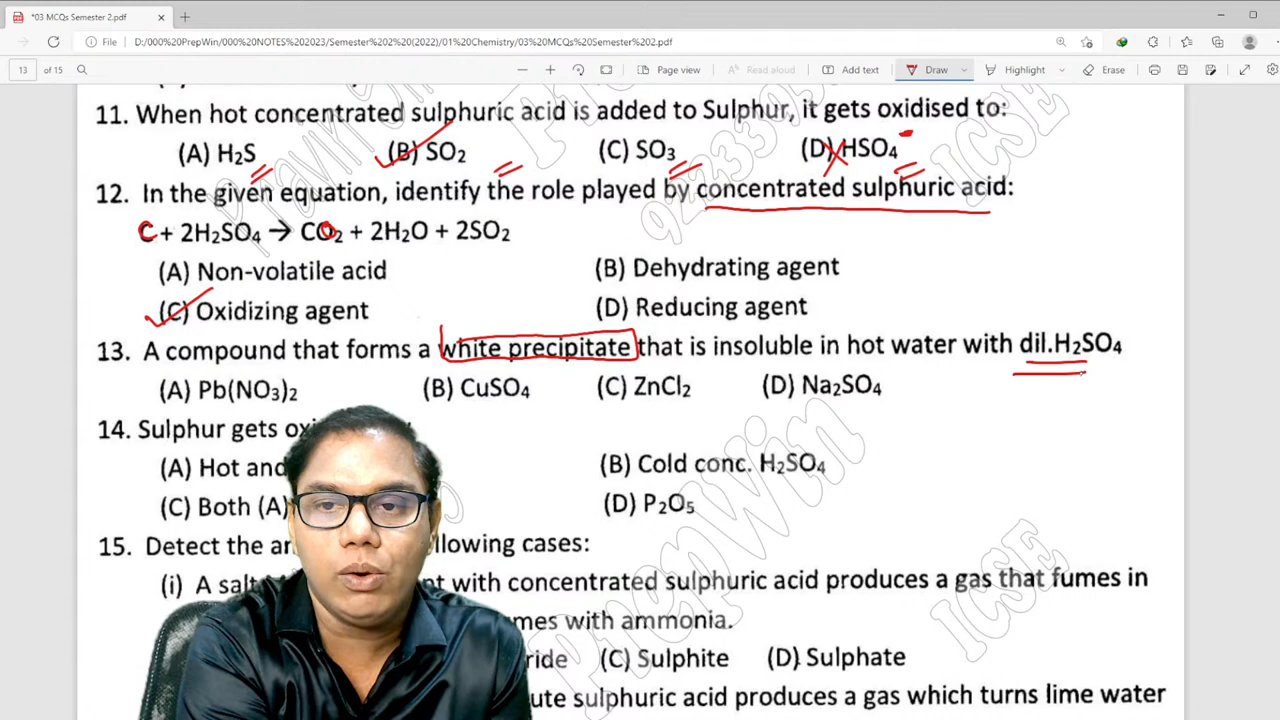 *03 MCQs Semester 2.pdf
File D:/000%20PrepWin/000%20NOTES%202023/Semester%202%20(2022)/01%20Chemistry/03%20MCQs%20Semester%202.pdf
13 of 15 Page view Read aloud Add text Draw Highlight Erase
11. When hot concentrated sulphuric acid is added to Sulphur, it gets oxidised to:
(A) H₂S (B) SO₂ (C) SO₃ (D) HSO₄
12. In the given equation, identify the role played by concentrated sulphuric acid:
C + 2H₂SO₄ → CO₂ + 2H₂O + 2SO₂
(A) Non-volatile acid (B) Dehydrating agent
(C) Oxidizing agent (D) Reducing agent
13. A compound that forms a white precipitate that is insoluble in hot water with dil.H₂SO₄
(A) Pb(NO₃)₂ (B) CuSO₄ (C) ZnCl₂ (D) Na₂SO₄
14. Sulphur gets
(A) Hot and (B) Cold conc. H₂SO₄
(C) Both (A) (D) P₂O₅
15. Detect the llowing cases:
(i) A salt with concentrated sulphuric acid produces a gas that fumes in
mes with ammonia.
ride (C) Sulphite (D) Sulphate
ute sulphuric acid produces a gas which turns lime water
PrepWin
ICSE